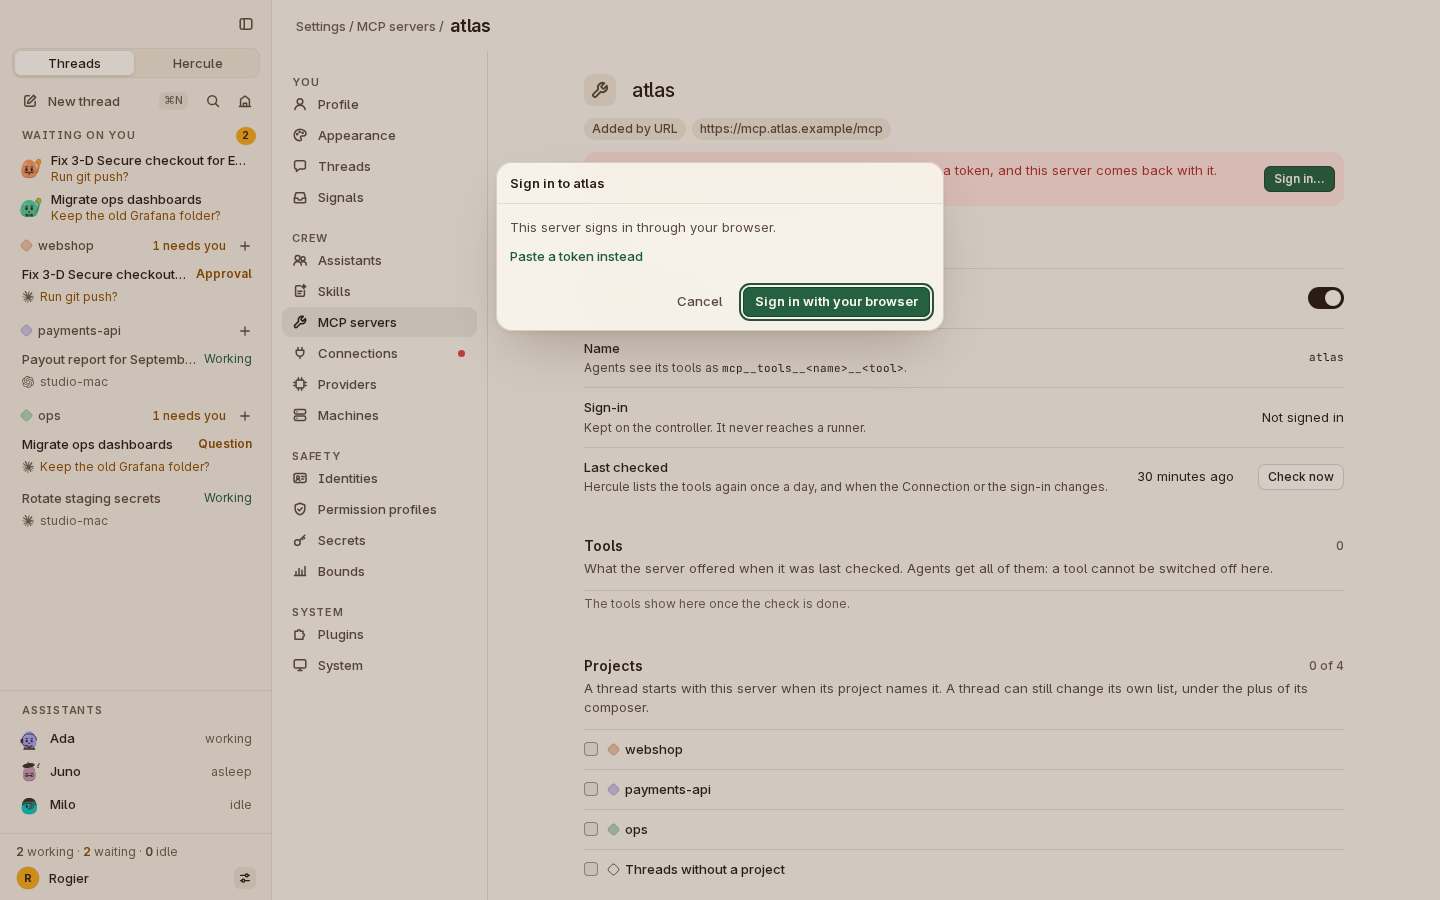 Threads
Hercule
New thread
⌘N
WAITING ON YOU
2
Fix 3-D Secure checkout for E...
Run git push?
Migrate ops dashboards
Keep the old Grafana folder?
webshop
1 needs you
Fix 3-D Secure checkout...
Approval
Run git push?
payments-api
Payout report for Septemb...
Working
studio-mac
ops
1 needs you
Migrate ops dashboards
Question
Keep the old Grafana folder?
Rotate staging secrets
Working
studio-mac
ASSISTANTS
Ada
working
Juno
asleep
Milo
idle
2 working · 2 waiting · 0 idle
R
Rogier
Settings / MCP servers / atlas
YOU
Profile
Appearance
Threads
Signals
CREW
Assistants
Skills
MCP servers
Connections
Providers
Machines
SAFETY
Identities
Permission profiles
Secrets
Bounds
SYSTEM
Plugins
System
atlas
Added by URL
https://mcp.atlas.example/mcp
a token, and this server comes back with it.
Sign in...
Sign in to atlas
This server signs in through your browser.
Paste a token instead
Cancel
Sign in with your browser
Name
Agents see its tools as mcp__tools__<name>__<tool>.
atlas
Sign-in
Kept on the controller. It never reaches a runner.
Not signed in
Last checked
Hercule lists the tools again once a day, and when the Connection or the sign-in changes.
30 minutes ago
Check now
Tools
0
What the server offered when it was last checked. Agents get all of them: a tool cannot be switched off here.
The tools show here once the check is done.
Projects
0 of 4
A thread starts with this server when its project names it. A thread can still change its own list, under the plus of its
composer.
webshop
payments-api
ops
Threads without a project